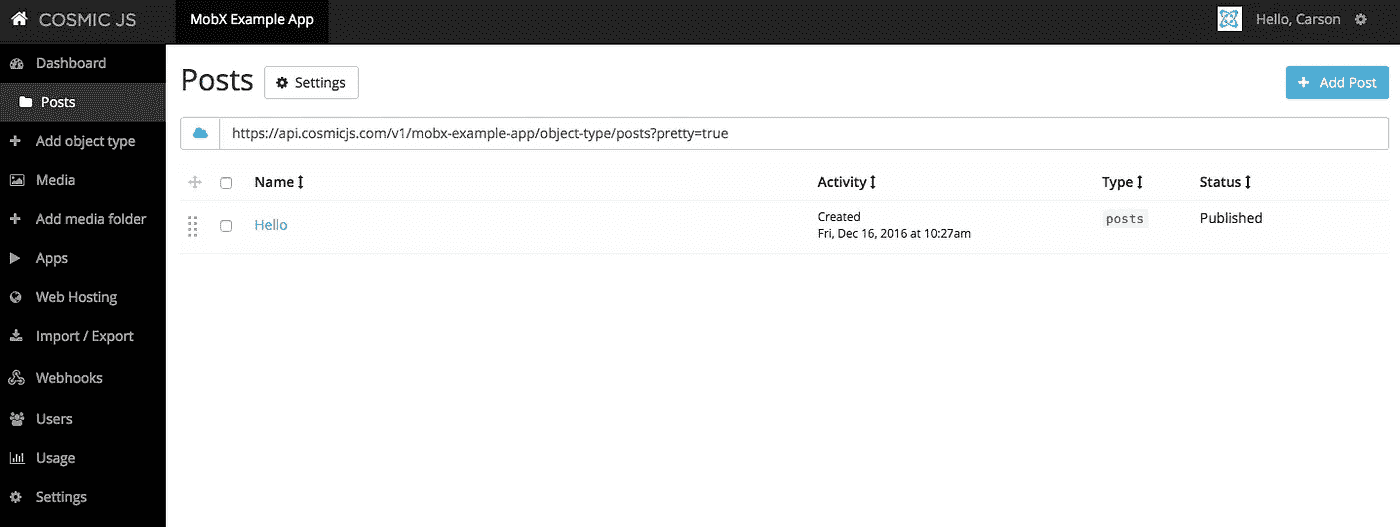 COSMIC JS
MobX Example App
Hello, Carson
Dashboard
Posts
Add object type
Media
Add media folder
Apps
Web Hosting
Import / Export
Webhooks
Users
Usage
Settings
Posts
Settings
Add Post
https://api.cosmicjs.com/v1/mobx-example-app/object-type/posts?pretty=true
Name Activity Type Status
Hello
Created
Fri, Dec 16, 2016 at 10:27am
posts
Published